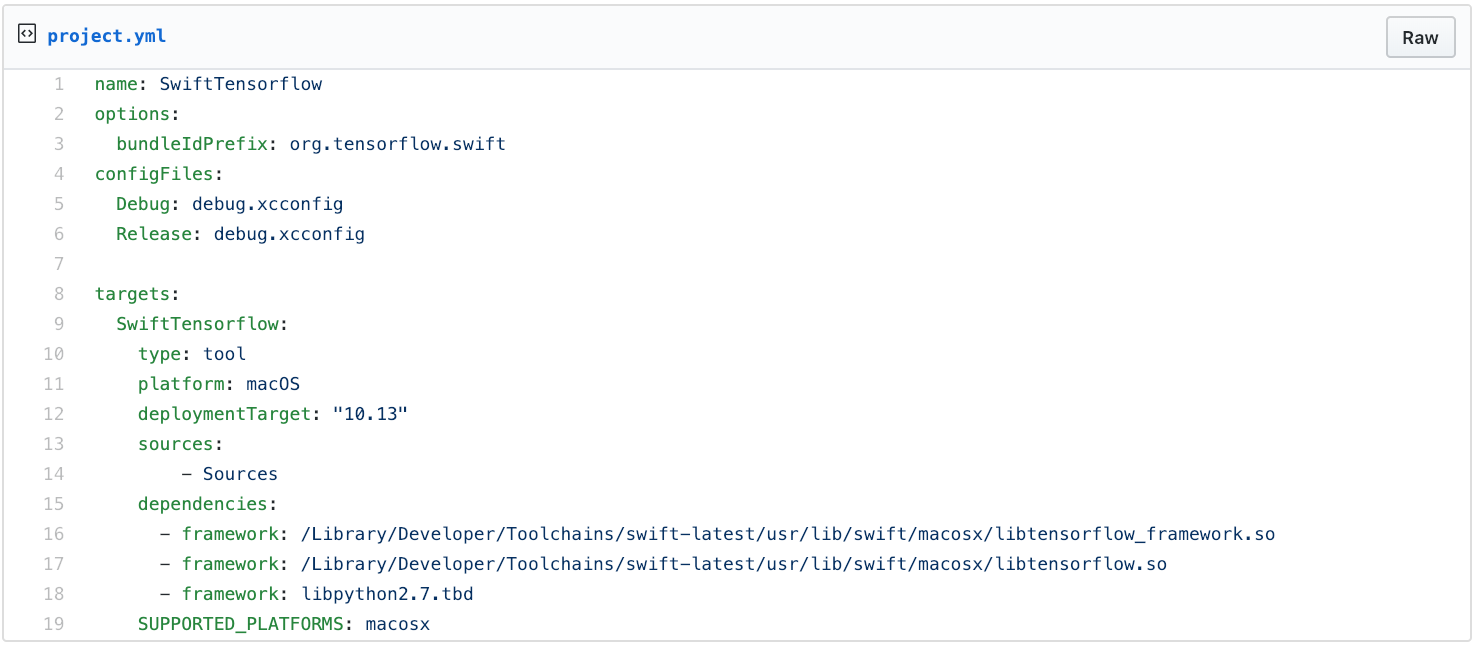 project.yml
Raw
1 name: SwiftTensorflow
2 options:
3   bundleIdPrefix: org.tensorflow.swift
4 configFiles:
5   Debug: debug.xcconfig
6   Release: debug.xcconfig
7
8 targets:
9   SwiftTensorflow:
10     type: tool
11     platform: macOS
12     deploymentTarget: "10.13"
13     sources:
14         - Sources
15     dependencies:
16       - framework: /Library/Developer/Toolchains/swift-latest/usr/lib/swift/macosx/libtensorflow_framework.so
17       - framework: /Library/Developer/Toolchains/swift-latest/usr/lib/swift/macosx/libtensorflow.so
18       - framework: libpython2.7.tbd
19     SUPPORTED_PLATFORMS: macosx